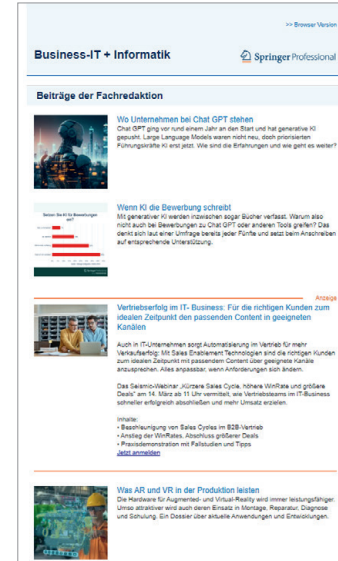 >> Browser Version
Business-IT + Informatik
Springer Professional
Beiträge der Fachredaktion
Wo Unternehmen bei Chat GPT stehen
Chat GPT ging vor rund einem Jahr an den Start und hat generative KI
gepusht. Large Language Models waren nicht neu, doch priorisierten
Führungskräfte KI erst jetzt. Wie sind die Erfahrungen und wie geht es weiter?
Wenn KI die Bewerbung schreibt
Mit generativer KI werden inzwischen sogar Bücher verfasst. Warum also
nicht auch bei Bewerbungen zu Chat GPT oder anderen Tools greifen? Das
denkt sich laut einer Umfrage bereits jeder Fünfte und setzt beim Anschreiben
auf entsprechende Unterstützung.
Anzeige
Vertriebserfolg im IT- Business: Für die richtigen Kunden zum
idealen Zeitpunkt den passenden Content in geeigneten
Kanälen
Auch in IT-Unternehmen sorgt Automatisierung im Vertrieb für mehr
Verkaufserfolg: Mit Sales Enablement Technologien sind die richtigen Kunden
zum idealen Zeitpunkt mit passendem Content über geeignete Kanäle
anzusprechen. Alles anpassbar, wenn Anforderungen sich ändern.
Das Seismic-Webinar „Kürzere Sales Cycle, höhere WinRate und größere
Deals" am 14. März ab 11 Uhr vermittelt, wie Vertriebsteams im IT-Business
schneller erfolgreich abschließen und mehr Umsatz erzielen.
Inhalte:
• Beschleunigung von Sales Cycles im B2B-Vertrieb
• Anstieg der WinRates, Abschluss größerer Deals
• Praxisdemonstration mit Fallstudien und Tipps
Jetzt anmelden
Was AR und VR in der Produktion leisten
Die Hardware für Augmented- und Virtual-Reality wird immer leistungsfähiger.
Umso attraktiver wird auch deren Einsatz in Montage, Reparatur, Diagnose
und Schulung. Ein Dossier über aktuelle Anwendungen und Entwicklungen.